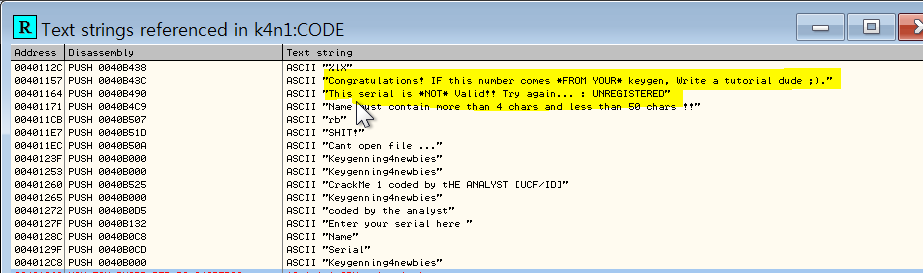 R Text strings referenced in k4n1:CODE
Address Disassembly Text string
0040112C PUSH 0040B438 ASCII "%lX"
00401157 PUSH 0040B43C ASCII "Congratulations! IF this number comes *FROM YOUR* keygen, Write a tutorial dude ;)."
00401164 PUSH 0040B490 ASCII "This serial is *NOT* Valid!! Try again... : UNREGISTERED"
00401171 PUSH 0040B4C9 ASCII "Name must contain more than 4 chars and less than 50 chars !!"
004011CB PUSH 0040B507 ASCII "rb"
004011E7 PUSH 0040B51D ASCII "SHIT!"
004011EC PUSH 0040B50A ASCII "Cant open file ..."
0040123F PUSH 0040B000 ASCII "Keygenning4newbies"
00401253 PUSH 0040B000 ASCII "Keygenning4newbies"
00401260 PUSH 0040B525 ASCII "CrackMe 1 coded by tHE ANALYST [UCF/ID]"
00401265 PUSH 0040B000 ASCII "Keygenning4newbies"
00401272 PUSH 0040B0D5 ASCII "coded by the analyst"
0040127F PUSH 0040B132 ASCII "Enter your serial here "
0040128C PUSH 0040B0C8 ASCII "Name"
0040129F PUSH 0040B0CD ASCII "Serial"
004012C8 PUSH 0040B000 ASCII "Keygenning4newbies"